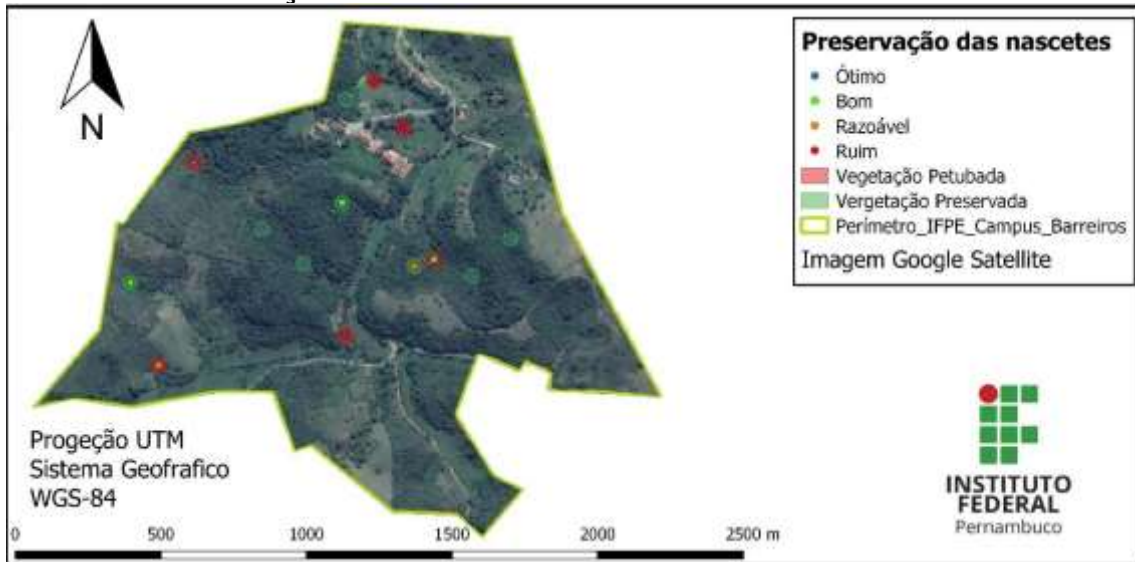 Preservação das nascetes
Ótimo
Bom
Razoável
Ruim
Vegetação Petubada
Vergetação Preservada
Perímetro_IFPE_Campus_Barreiros
Imagem Google Satellite
N
Progeção UTM
Sistema Geofrafico
WGS-84
0 500 1000 1500 2000 2500 m
INSTITUTO
FEDERAL
Pernambuco